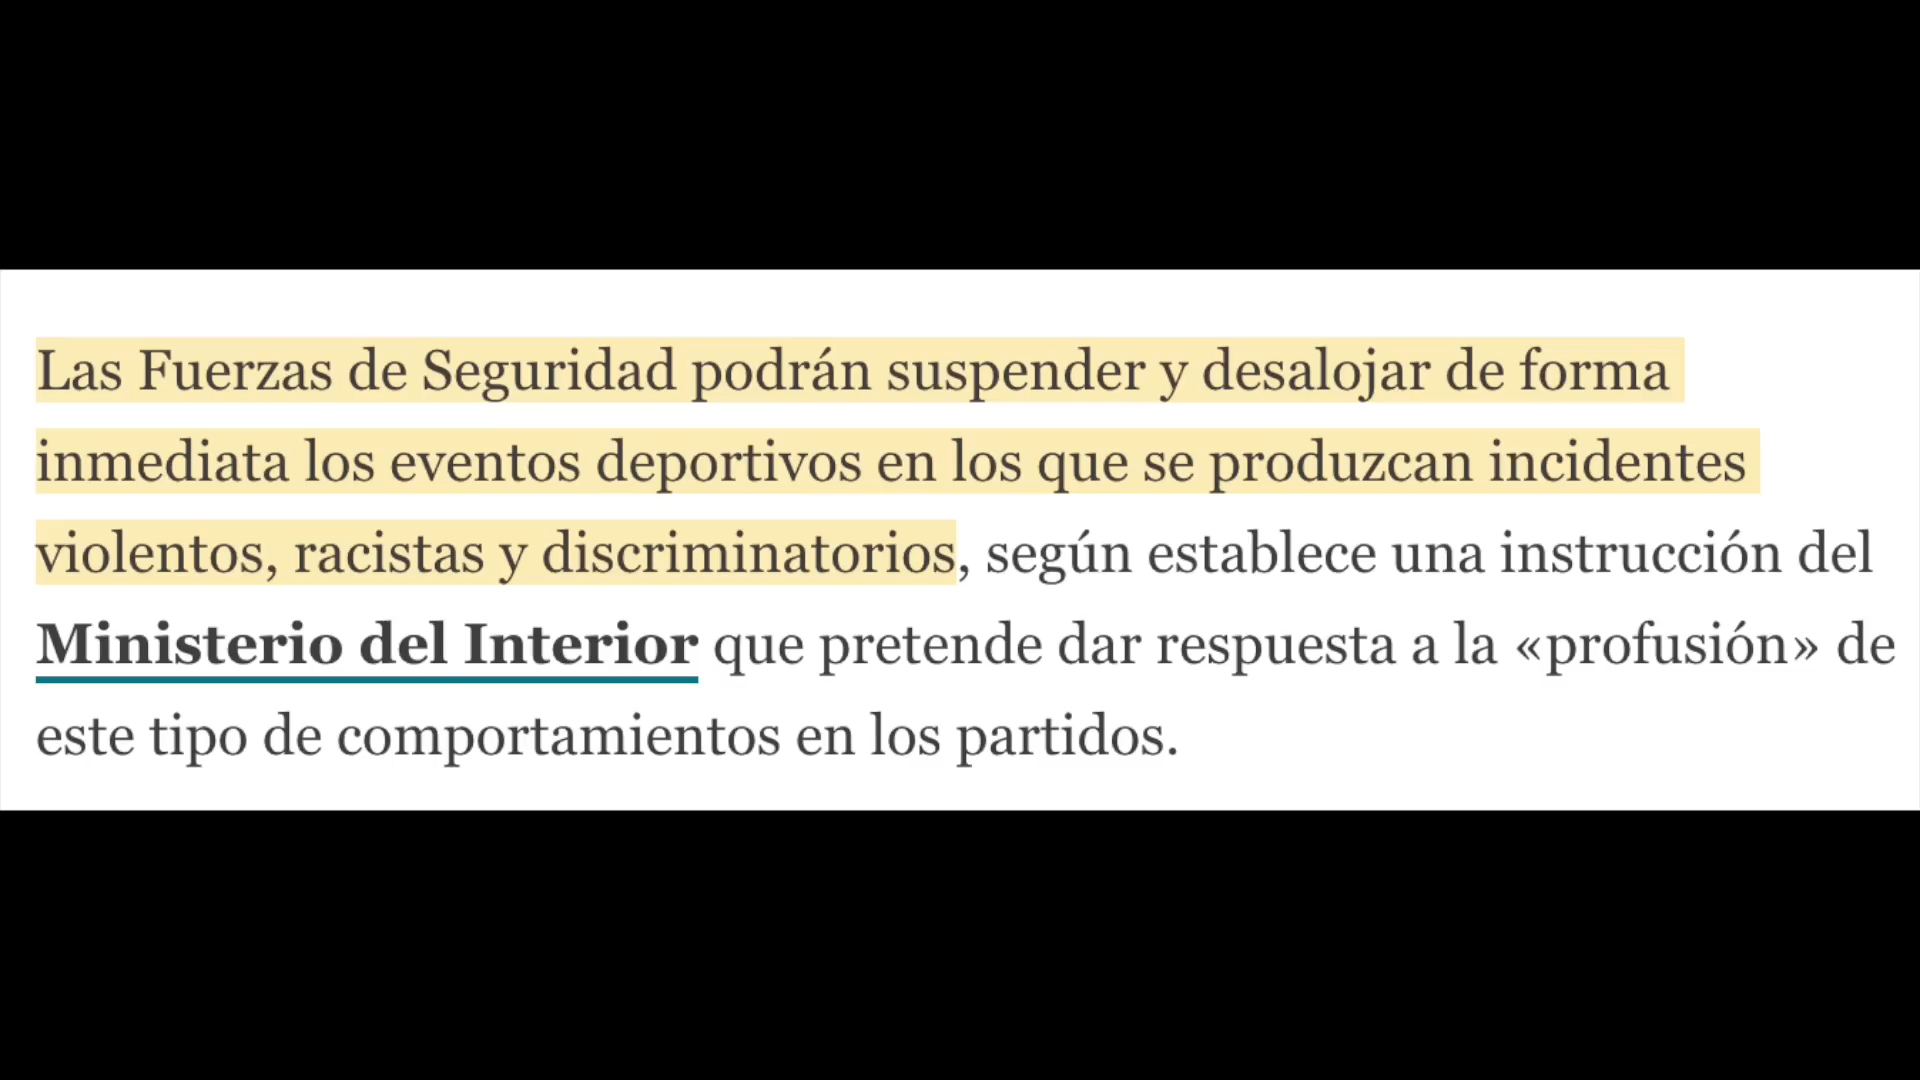 Las Fuerzas de Seguridad podrán suspender y desalojar de forma
inmediata los eventos deportivos en los que se produzcan incidentes
violentos, racistas y discriminatorios, según establece una instrucción del
Ministerio del Interior que pretende dar respuesta a la «profusión» de
este tipo de comportamientos en los partidos.